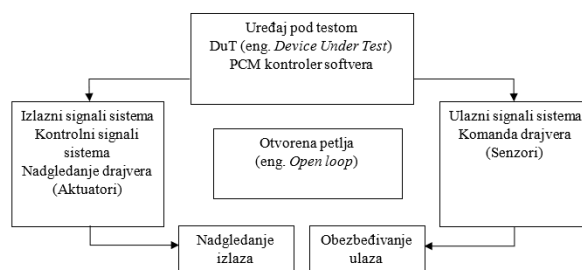 Uređaj pod testom
DuT (eng. Device Under Test)
PCM kontroler softvera
Izlazni signali sistema
Kontrolni signali
sistema
Nadgledanje drajvera
(Aktuatori)
Otvorena petlja
(eng. Open loop)
Ulazni signali sistema
Komanda drajvera
(Senzori)
Nadgledanje
izlaza
Obezbeđivanje
ulaza